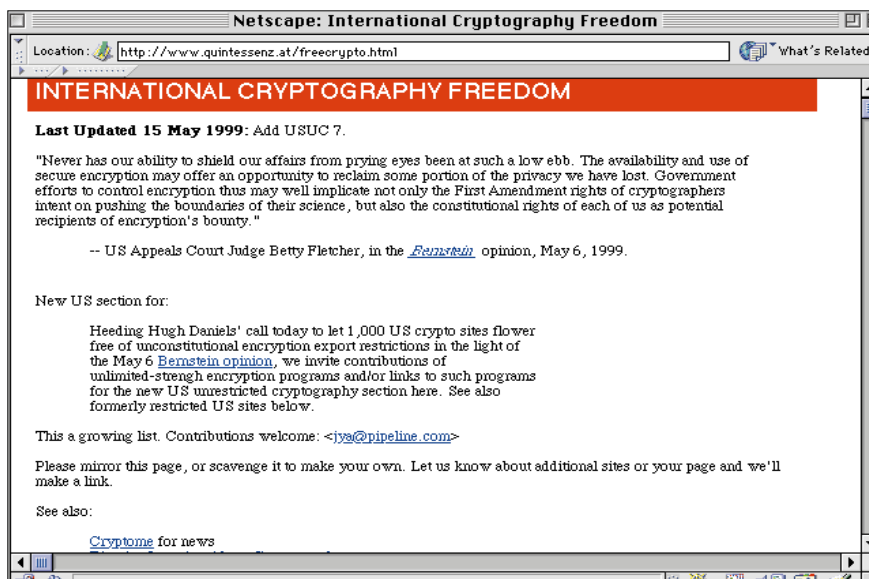 Netscape: International Cryptography Freedom
Location: http://www.quintessenz.at/freecrypto.html What's Related
INTERNATIONAL CRYPTOGRAPHY FREEDOM
Last Updated 15 May 1999: Add USUC 7.
"Never has our ability to shield our affairs from prying eyes been at such a low ebb. The availability and use of
secure encryption may offer an opportunity to reclaim some portion of the privacy we have lost. Government
efforts to control encryption thus may well implicate not only the First Amendment rights of cryptographers
intent on pushing the boundaries of their science, but also the constitutional rights of each of us as potential
recipients of encryption's bounty."
-- US Appeals Court Judge Betty Fletcher, in the Bernstein opinion, May 6, 1999.
New US section for:
Heeding Hugh Daniels' call today to let 1,000 US crypto sites flower
free of unconstitutional encryption export restrictions in the light of
the May 6 Bernstein opinion, we invite contributions of
unlimited-strengh encryption programs and/or links to such programs
for the new US unrestricted cryptography section here. See also
formerly restricted US sites below.
This a growing list. Contributions welcome: <jya@pipeline.com>
Please mirror this page, or scavenge it to make your own. Let us know about additional sites or your page and we'll
make a link.
See also:
Cryptome for news